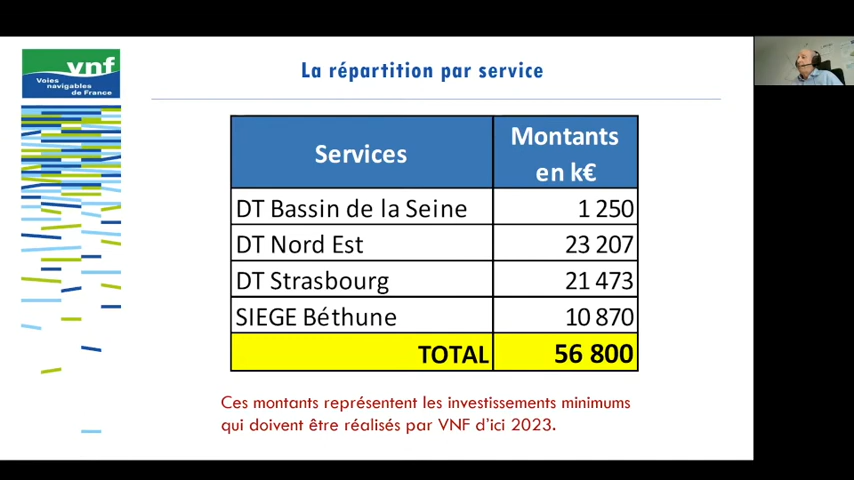 vnf
Voies
navigables
de France
La répartition par service
Services
Montants
en k€
DT Bassin de la Seine 1 250
DT Nord Est 23 207
DT Strasbourg 21 473
SIEGE Béthune 10 870
TOTAL 56 800
Ces montants représentent les investissements minimums
qui doivent être réalisés par VNF d'ici 2023.